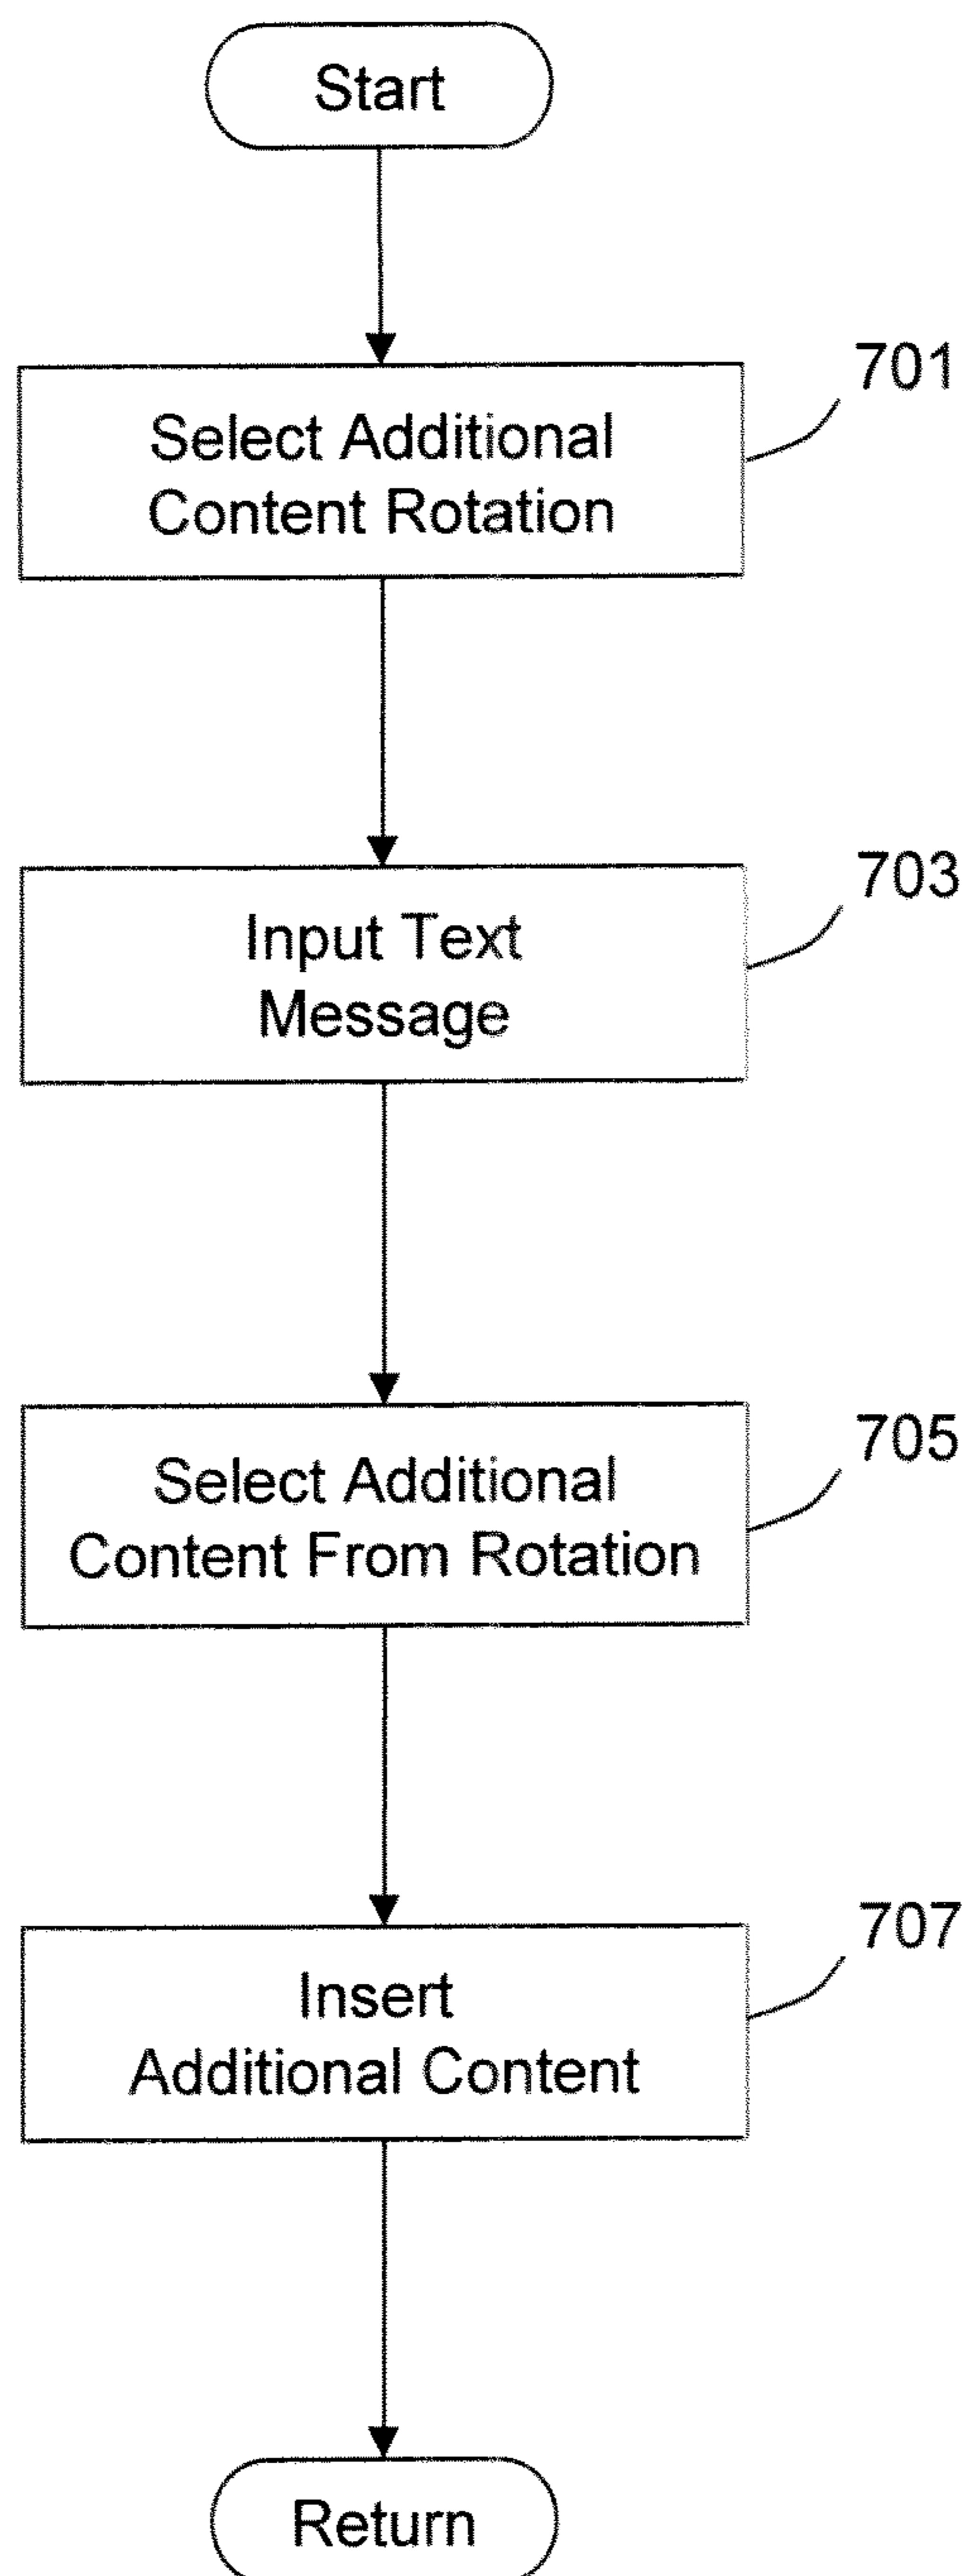 Start
701
Select Additional
Content Rotation
703
Input Text
Message
705
Select Additional
Content From Rotation
707
Insert
Additional Content
Return